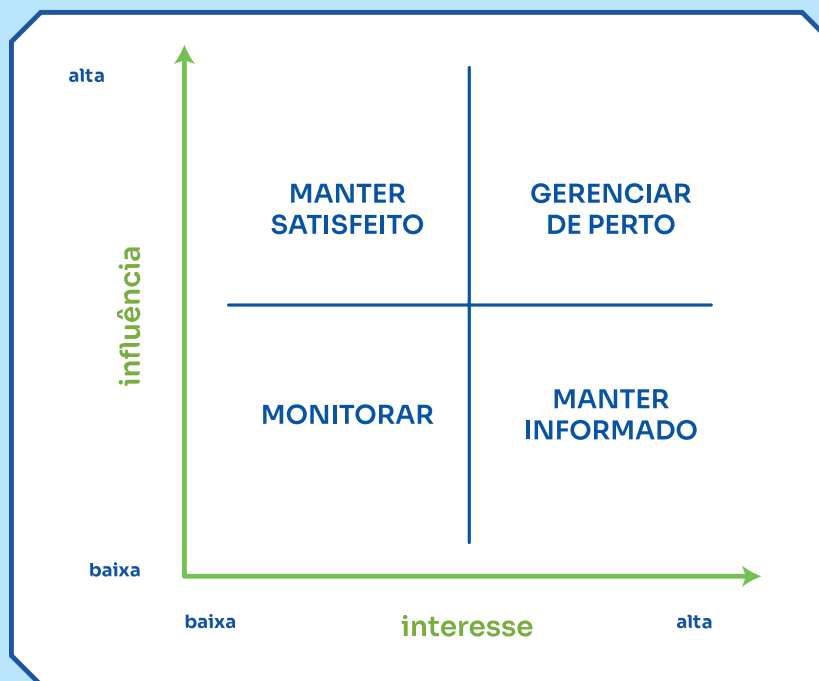 alta
MANTER
SATISFEITO
GERENCIAR
DE PERTO
influência
MONITORAR
MANTER
INFORMADO
baixa
baixa
interesse
alta